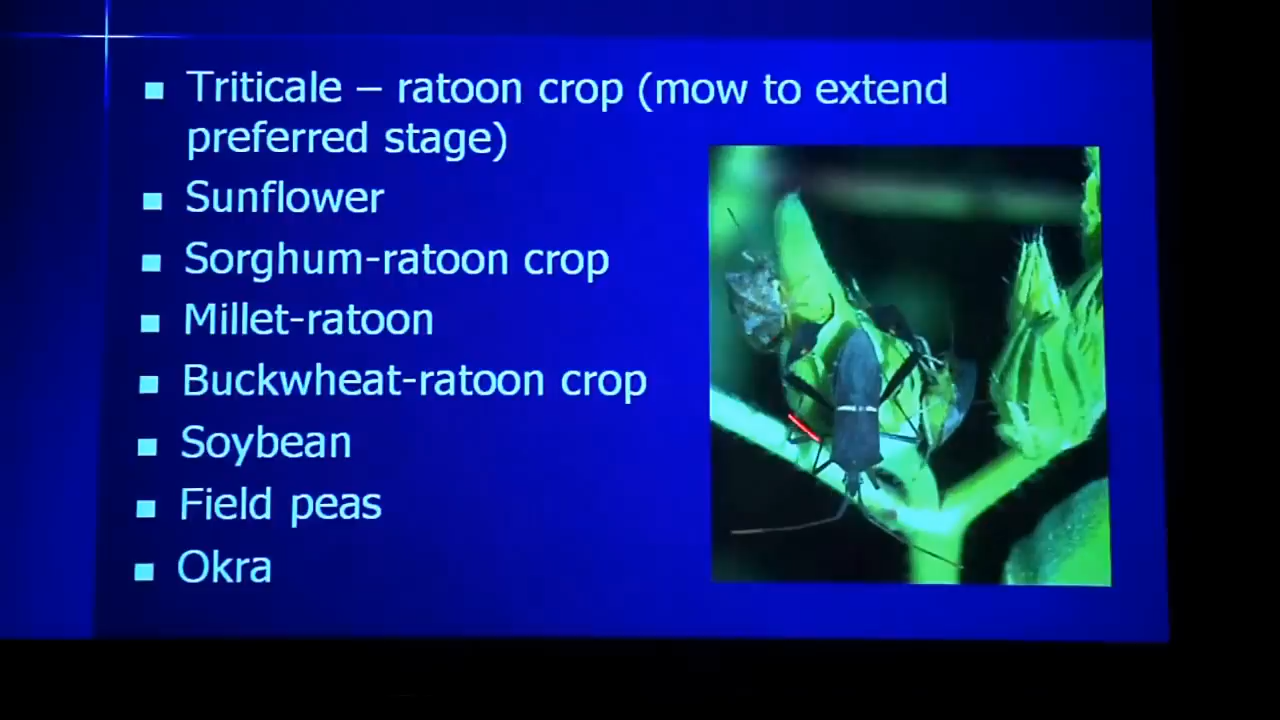 Triticale – ratoon crop (mow to extend
preferred stage)
Sunflower
Sorghum-ratoon crop
Millet-ratoon
Buckwheat-ratoon crop
Soybean
Field peas
Okra